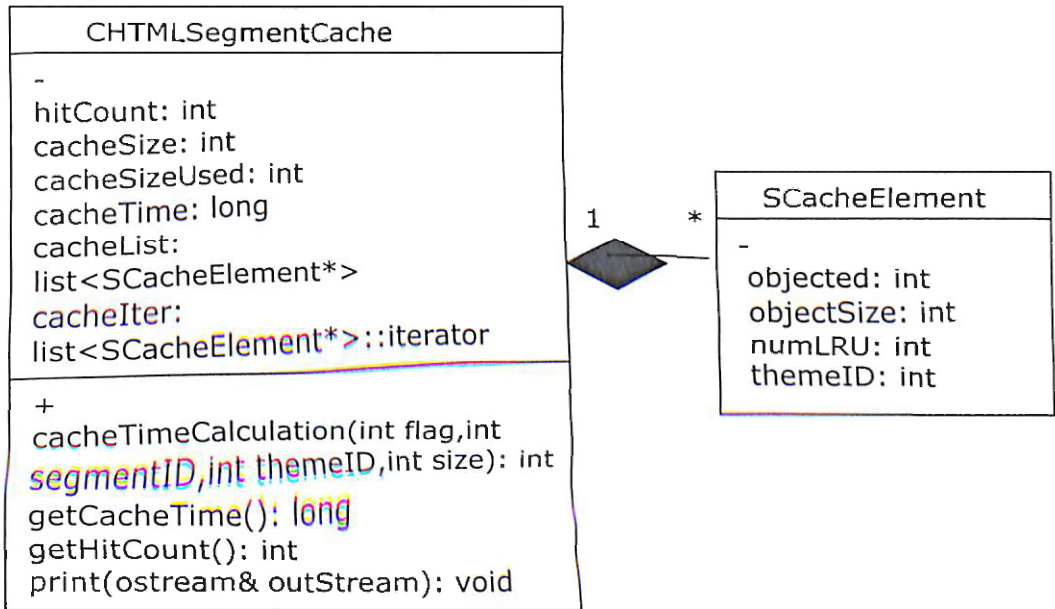 CHTMLSegmentCache
-
hitCount: int
cacheSize: int
cacheSizeUsed: int
cacheTime: long
cacheList:
list<SCacheElement*>
cacheIter:
list<SCacheElement*>::iterator
+
cacheTimeCalculation(int flag,int
segmentID,int themeID,int size): int
getCacheTime(): long
getHitCount(): int
print(ostream& outStream): void
1 *
SCacheElement
-
objected: int
objectSize: int
numLRU: int
themeID: int